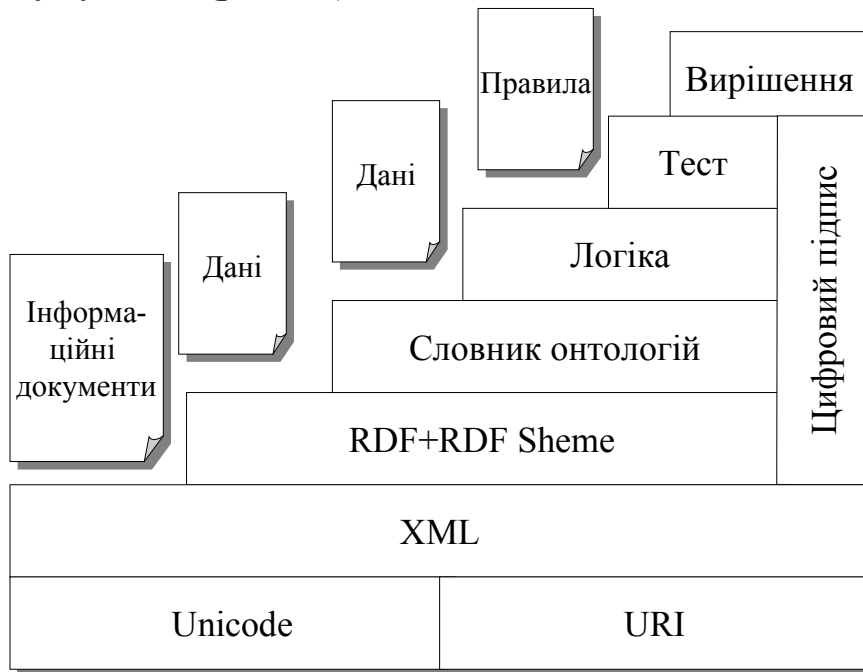 Правила
Вирішення
Дані
Тест
Дані
Логіка
Інформа-
ційні
документи
Словник онтологій
Цифровий підпис
RDF+RDF Sheme
XML
Unicode
URI